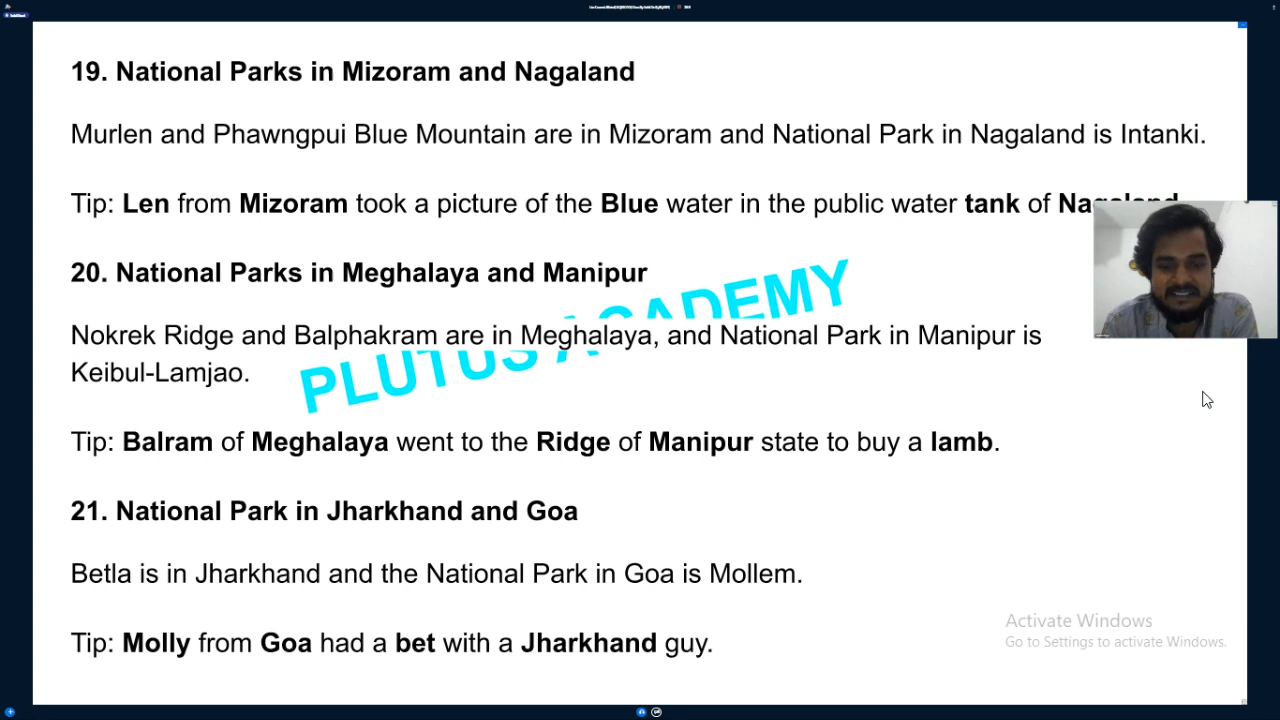 19. National Parks in Mizoram and Nagaland
Murlen and Phawngpui Blue Mountain are in Mizoram and National Park in Nagaland is Intanki.
Tip: Len from Mizoram took a picture of the Blue water in the public water tank of Nagaland
20. National Parks in Meghalaya and Manipur
PLUTUS ACADEMY
Nokrek Ridge and Balphakram are in Meghalaya, and National Park in Manipur is
Keibul-Lamjao.
Tip: Balram of Meghalaya went to the Ridge of Manipur state to buy a lamb.
21. National Park in Jharkhand and Goa
Betla is in Jharkhand and the National Park in Goa is Mollem.
Tip: Molly from Goa had a bet with a Jharkhand guy.
Activate Windows
Go to Settings to activate Windows.